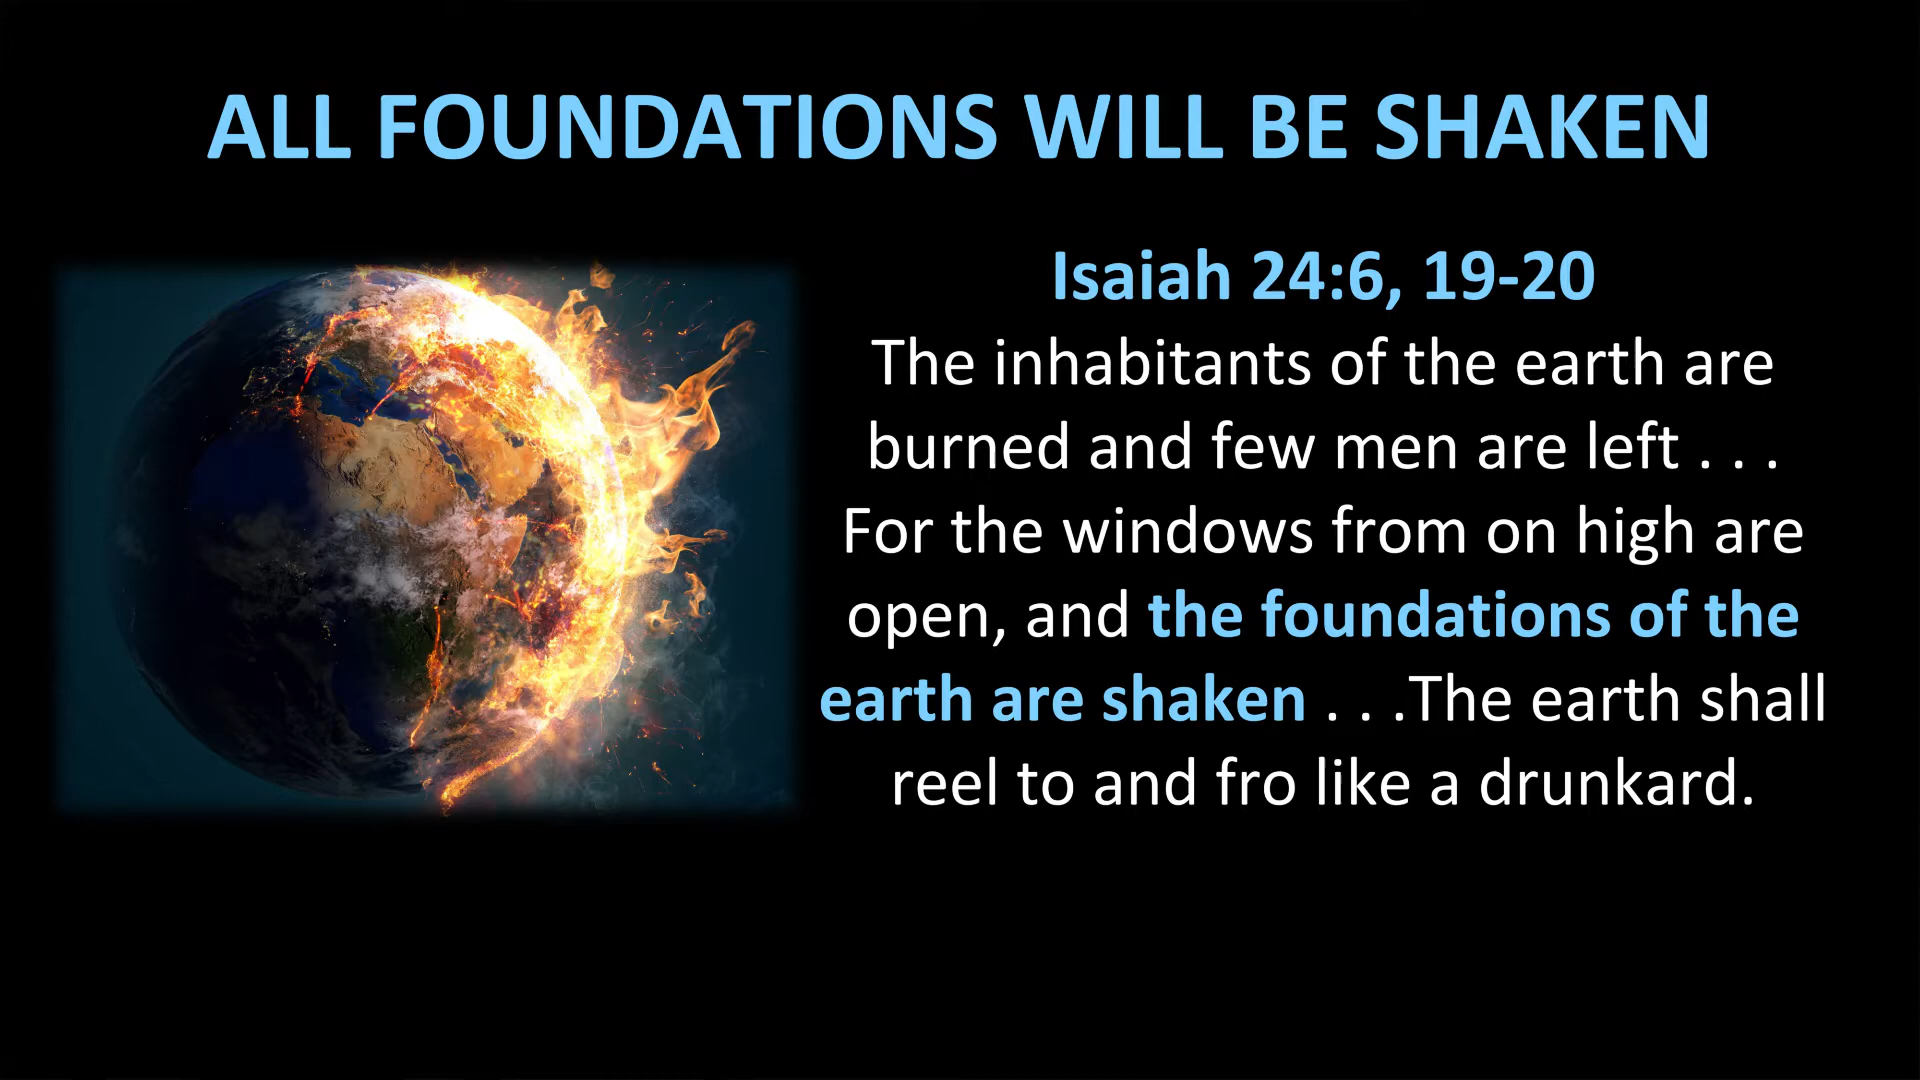 ALL FOUNDATIONS WILL BE SHAKEN
Isaiah 24:6, 19-20
The inhabitants of the earth are
burned and few men are left . . .
For the windows from on high are
open, and the foundations of the
earth are shaken . . .The earth shall
reel to and fro like a drunkard.